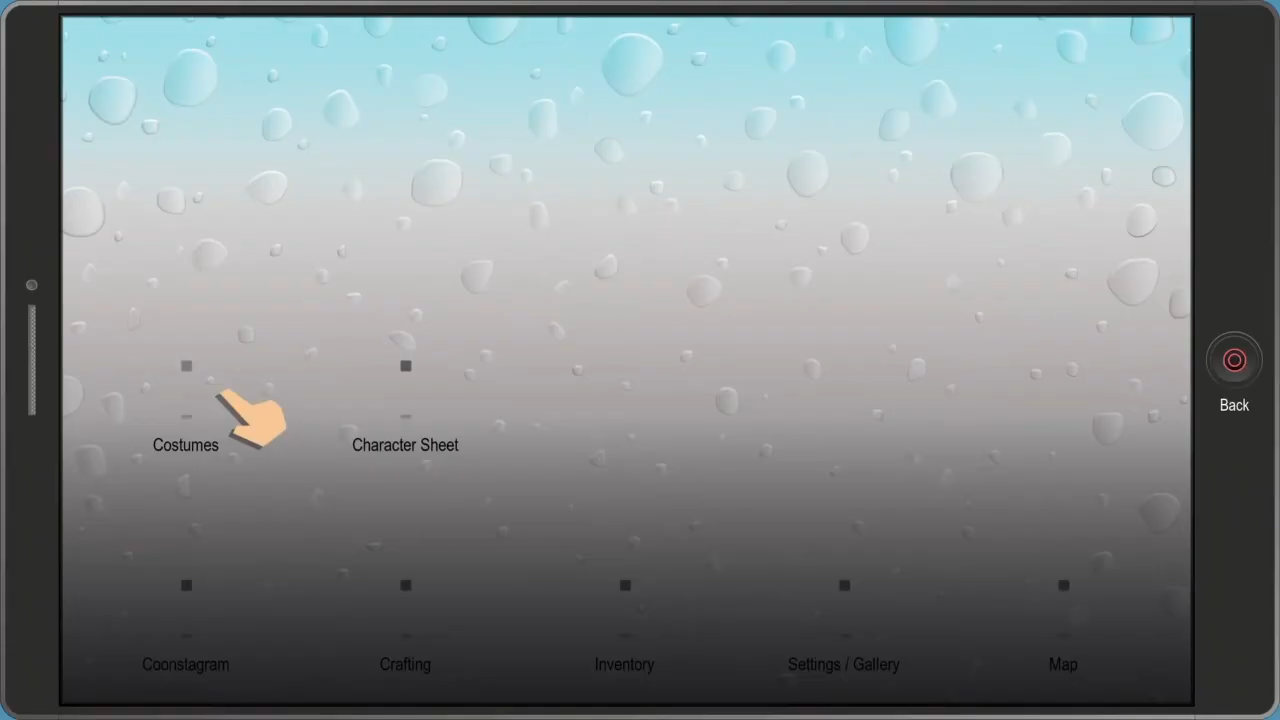 Back
Costumes
Character Sheet
Coonstagram
Crafting
Inventory
Settings / Gallery
Map